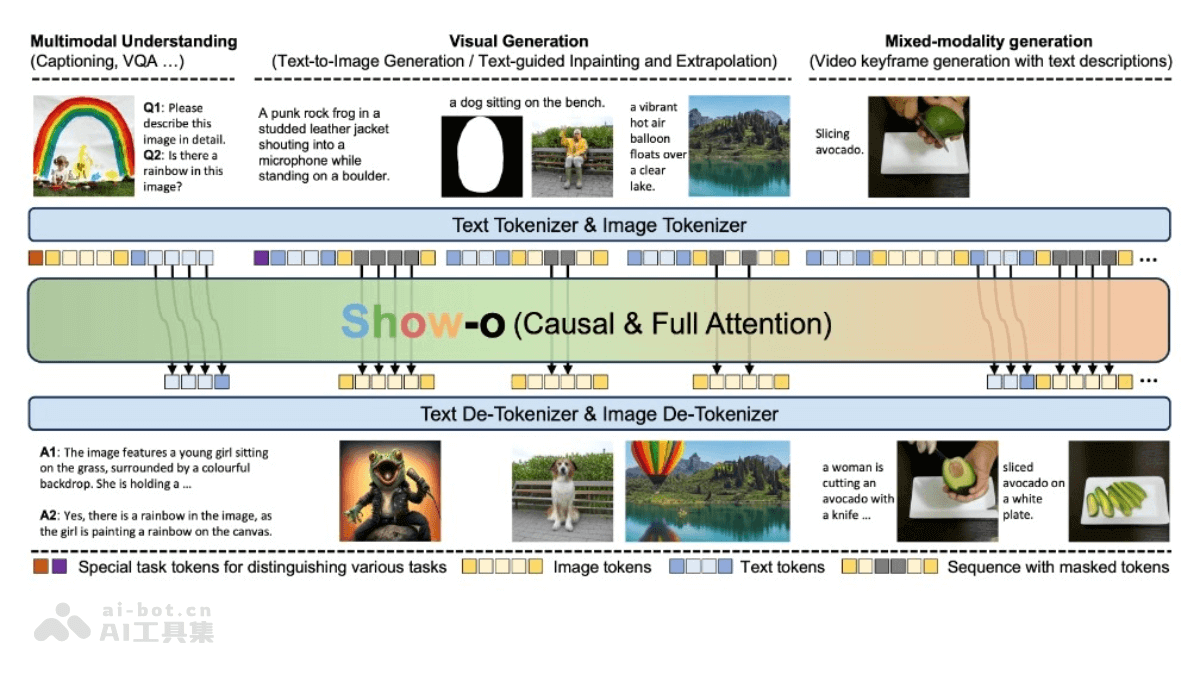 Multimodal Understanding
(Captioning, VQA …)
Visual Generation
(Text-to-Image Generation / Text-guided Inpainting and Extrapolation)
Mixed-modality generation
(Video keyframe generation with text descriptions)
Q1: Please
describe this
image in detail.
Q2: Is there a
rainbow in this
image?
A punk rock frog in a
studded leather jacket
shouting into a
microphone while
standing on a boulder.
a dog sitting on the bench.
a vibrant
hot air
balloon
floats over
a clear
lake.
Slicing
avocado.
Text Tokenizer & Image Tokenizer
...
Show-o (Causal & Full Attention)
...
Text De-Tokenizer & Image De-Tokenizer
A1: The image features a young girl sitting
on the grass, surrounded by a colourful
backdrop. She is holding a ...
A2: Yes, there is a rainbow in the image, as
the girl is painting a rainbow on the canvas.
a woman is
cutting an
avocado with
a knife ...
sliced
avocado on
a white
plate.
Special task tokens for distinguishing various tasks
Image tokens
Text tokens
Sequence with masked tokens
ai-bot.cn
AI工具集